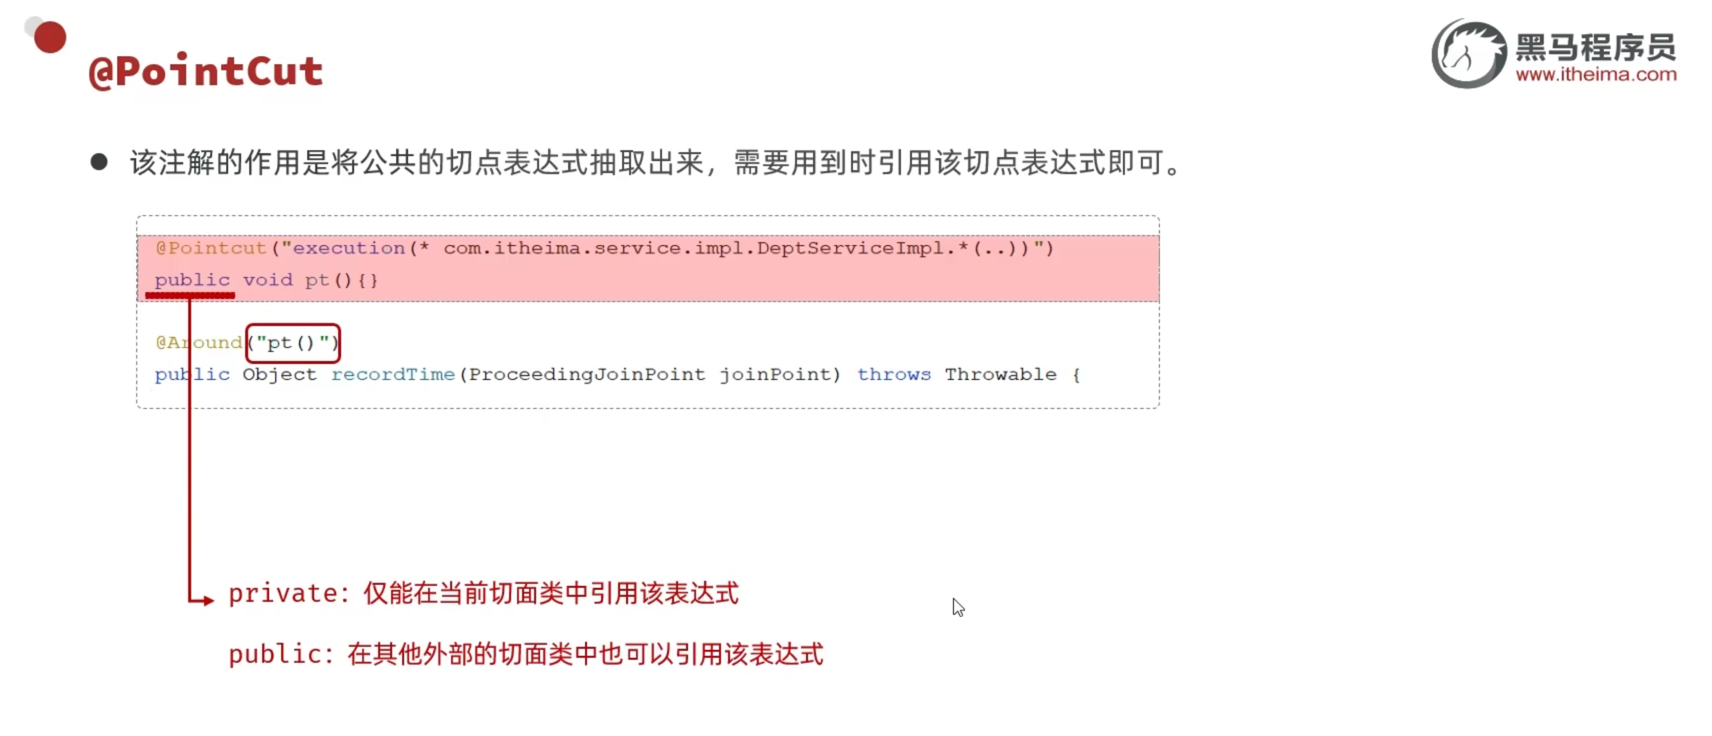 @PointCut
黑马程序员
www.itheima.com
该注解的作用是将公共的切点表达式抽取出来，需要用到时引用该切点表达式即可。
@Pointcut("execution(* com.itheima.service.impl.DeptServiceImpl.*(..))")
public void pt(){}
@Around("pt()")
public Object recordTime(ProceedingJoinPoint joinPoint) throws Throwable {
private：仅能在当前切面类中引用该表达式
public：在其他外部的切面类中也可以引用该表达式